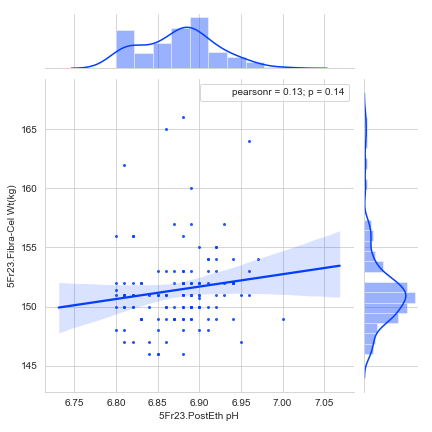 pearsonr = 0.13; p = 0.14
165
160
155
150
145
5Fr23.Fibra-Cel Wt(kg)
6.75 6.80 6.85 6.90 6.95 7.00 7.05
5Fr23.PostEth pH